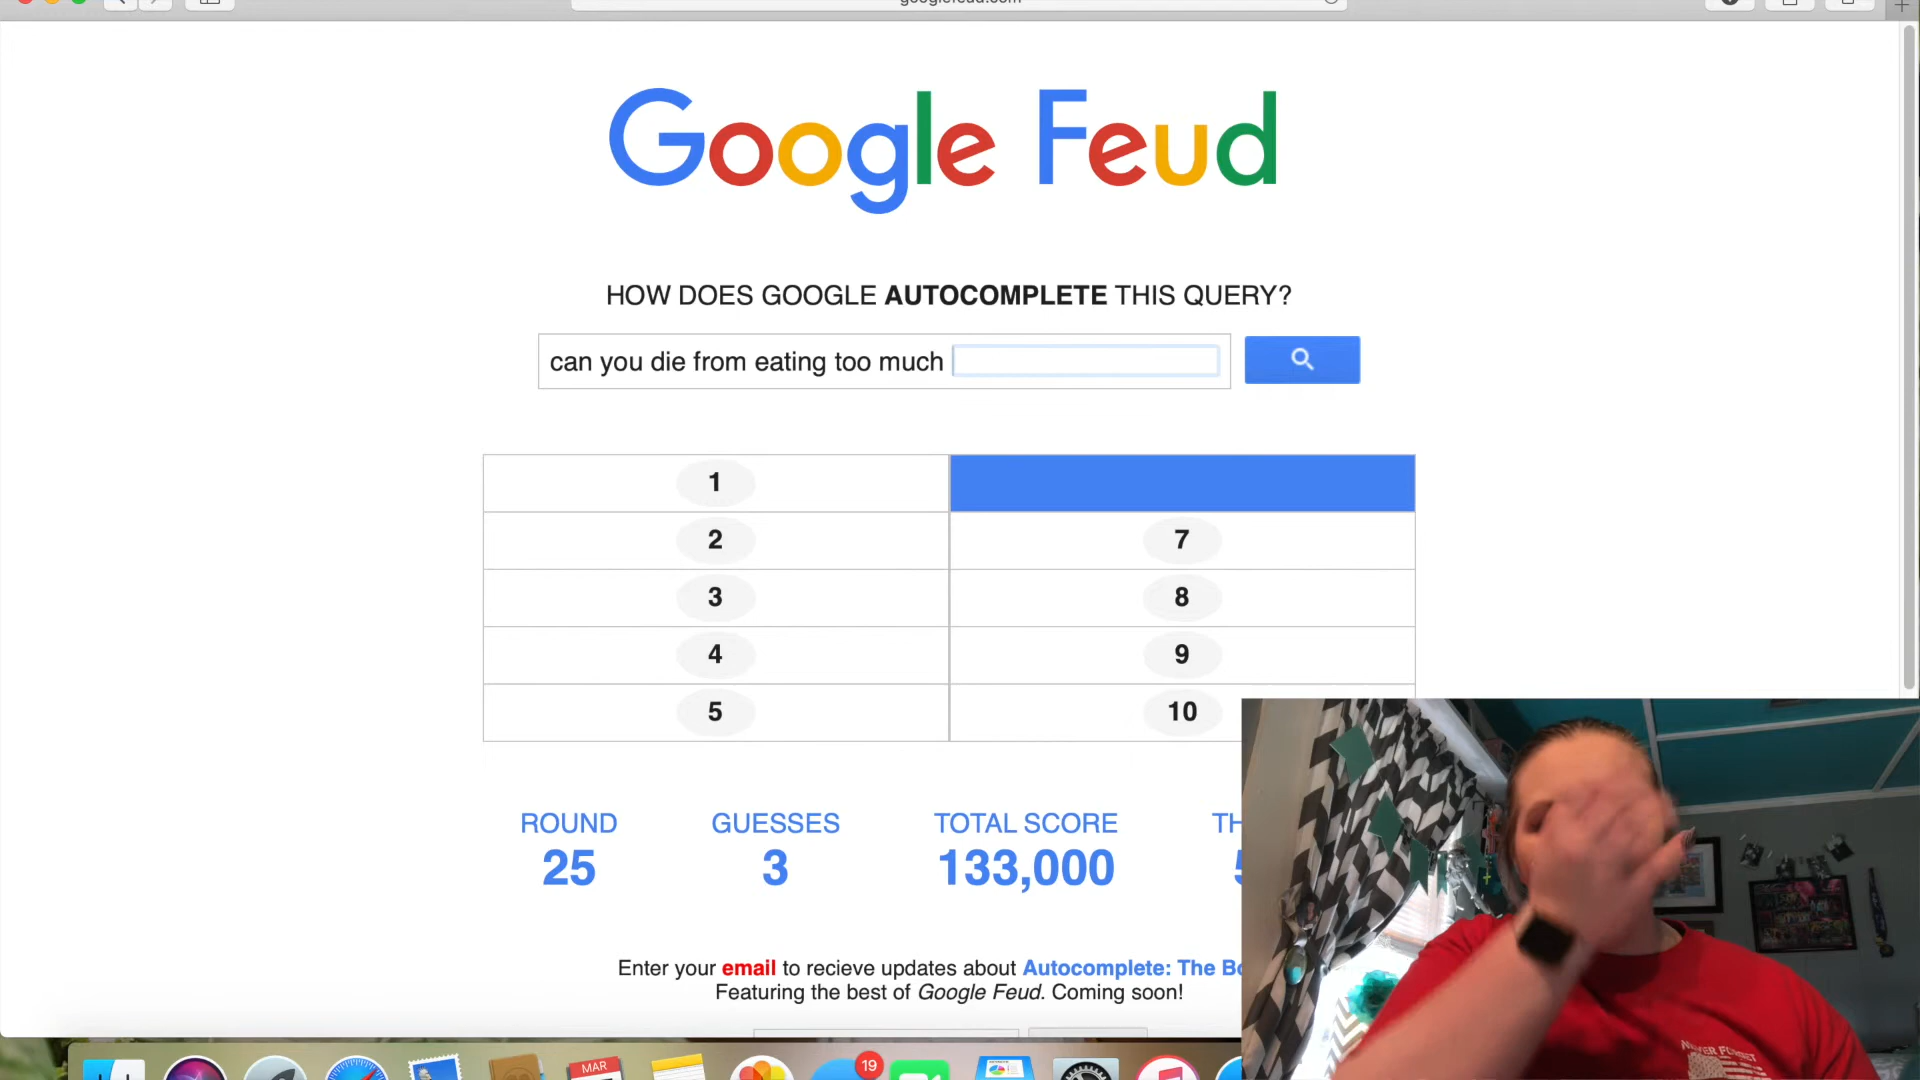 Google Feud
HOW DOES GOOGLE AUTOCOMPLETE THIS QUERY?
can you die from eating too much
1
2
7
3
8
4
9
5
10
ROUND
GUESSES
TOTAL SCORE
25
3
133,000
Enter your email to recieve updates about Autocomplete: The
Featuring the best of Google Feud. Coming soon!
NEVER FORGET
MAR
19